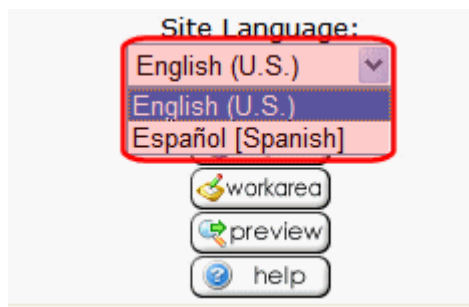 Site Language:
English (U.S.)
English (U.S.)
Español [Spanish]
workarea
preview
help